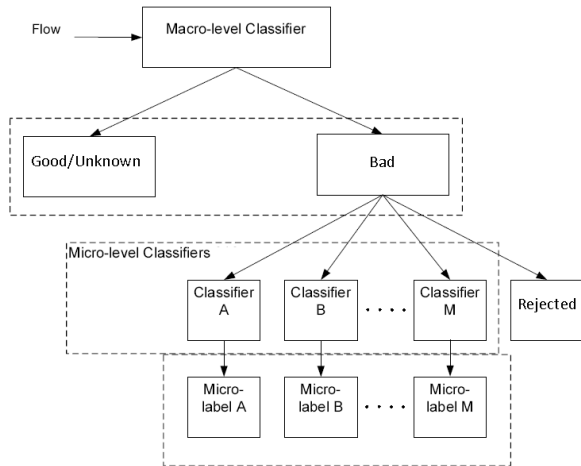 Flow
Macro-level Classifier
Good/Unknown
Bad
Micro-level Classifiers
Classifier
A
Classifier
B
. . . .
Classifier
M
Rejected
Micro-
label A
Micro-
label B
. . . .
Micro-
label M